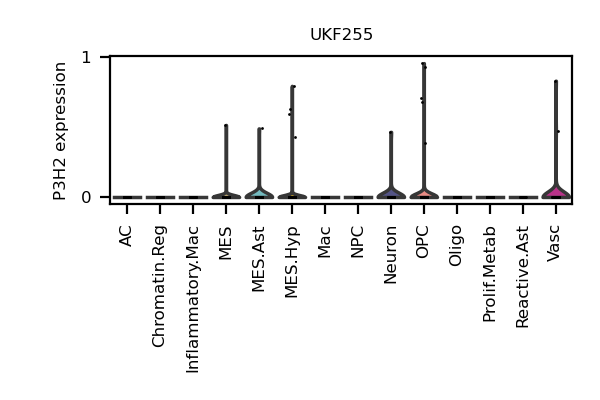 UKF255
P3H2 expression
1
0
AC
Chromatin.Reg
Inflammatory.Mac
MES
MES.Ast
MES.Hyp
Mac
NPC
Neuron
OPC
Oligo
Prolif.Metab
Reactive.Ast
Vasc